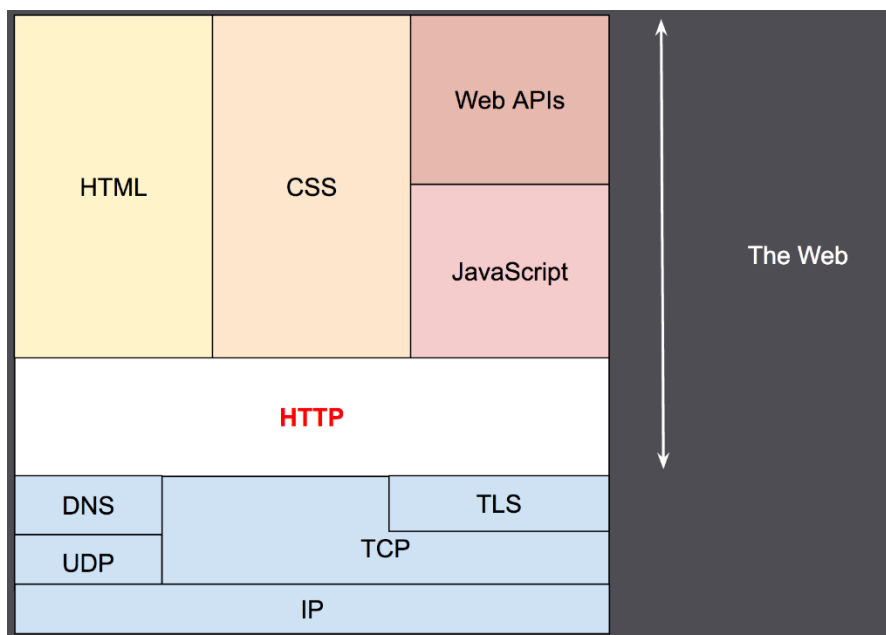 Web APIs
HTML
CSS
JavaScript
The Web
HTTP
DNS
TLS
TCP
UDP
IP